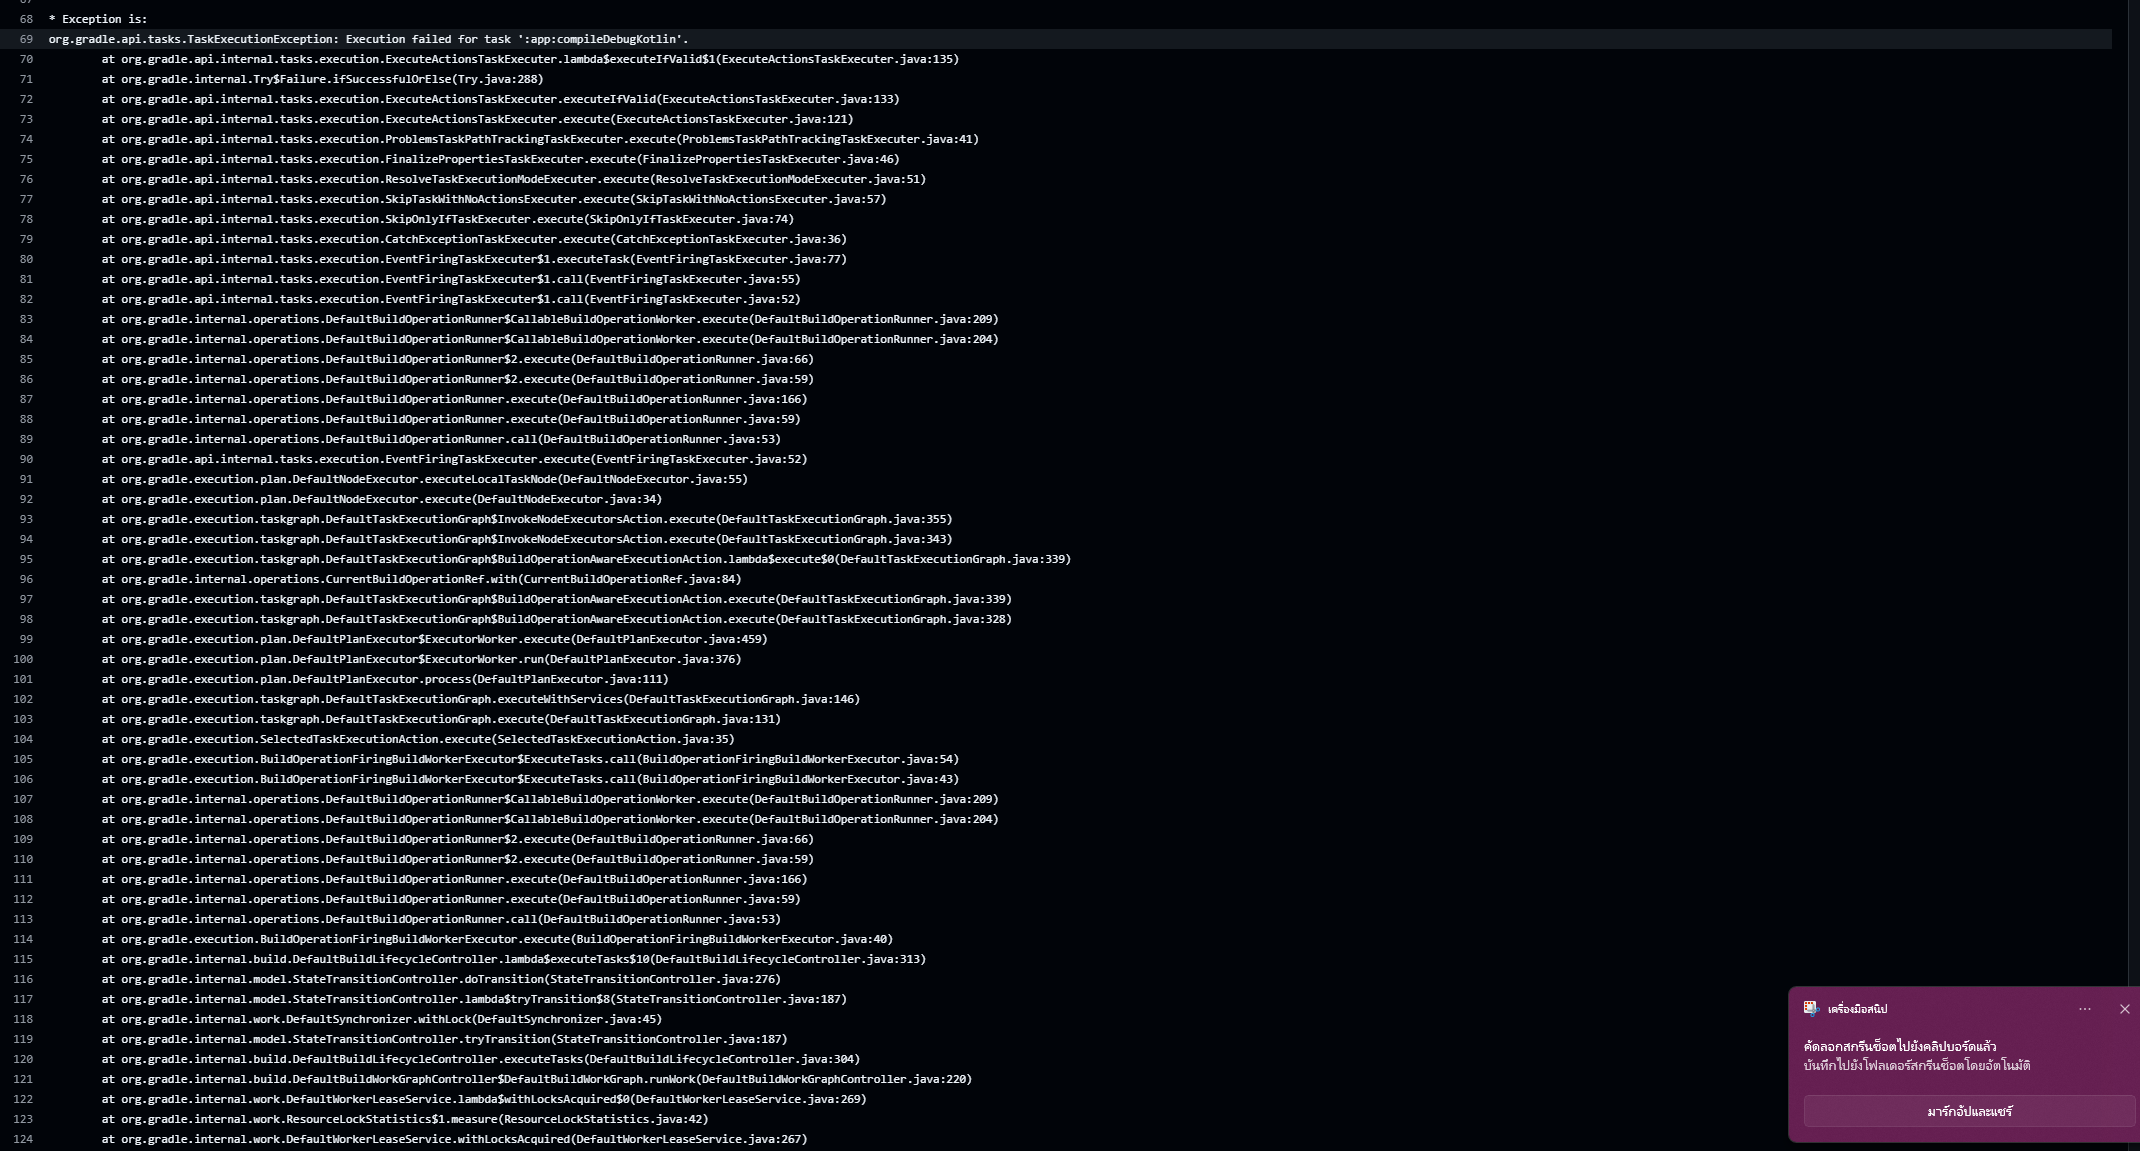 68 * Exception is:
69 org.gradle.api.tasks.TaskExecutionException: Execution failed for task ':app:compileDebugKotlin'.
70 at org.gradle.api.internal.tasks.execution.ExecuteActionsTaskExecuter.lambda$executeIfValid$1(ExecuteActionsTaskExecuter.java:135)
71 at org.gradle.internal.Try$Failure.ifSuccessfulOrElse(Try.java:288)
72 at org.gradle.api.internal.tasks.execution.ExecuteActionsTaskExecuter.executeIfValid(ExecuteActionsTaskExecuter.java:133)
73 at org.gradle.api.internal.tasks.execution.ExecuteActionsTaskExecuter.execute(ExecuteActionsTaskExecuter.java:121)
74 at org.gradle.api.internal.tasks.execution.ProblemsTaskPathTrackingTaskExecuter.execute(ProblemsTaskPathTrackingTaskExecuter.java:41)
75 at org.gradle.api.internal.tasks.execution.FinalizePropertiesTaskExecuter.execute(FinalizePropertiesTaskExecuter.java:46)
76 at org.gradle.api.internal.tasks.execution.ResolveTaskExecutionModeExecuter.execute(ResolveTaskExecutionModeExecuter.java:51)
77 at org.gradle.api.internal.tasks.execution.SkipTaskWithNoActionsExecuter.execute(SkipTaskWithNoActionsExecuter.java:57)
78 at org.gradle.api.internal.tasks.execution.SkipOnlyIfTaskExecuter.execute(SkipOnlyIfTaskExecuter.java:74)
79 at org.gradle.api.internal.tasks.execution.CatchExceptionTaskExecuter.execute(CatchExceptionTaskExecuter.java:36)
80 at org.gradle.api.internal.tasks.execution.EventFiringTaskExecuter$1.executeTask(EventFiringTaskExecuter.java:77)
81 at org.gradle.api.internal.tasks.execution.EventFiringTaskExecuter$1.call(EventFiringTaskExecuter.java:55)
82 at org.gradle.api.internal.tasks.execution.EventFiringTaskExecuter$1.call(EventFiringTaskExecuter.java:52)
83 at org.gradle.internal.operations.DefaultBuildOperationRunner$CallableBuildOperationWorker.execute(DefaultBuildOperationRunner.java:209)
84 at org.gradle.internal.operations.DefaultBuildOperationRunner$CallableBuildOperationWorker.execute(DefaultBuildOperationRunner.java:204)
85 at org.gradle.internal.operations.DefaultBuildOperationRunner$2.execute(DefaultBuildOperationRunner.java:66)
86 at org.gradle.internal.operations.DefaultBuildOperationRunner$2.execute(DefaultBuildOperationRunner.java:59)
87 at org.gradle.internal.operations.DefaultBuildOperationRunner.execute(DefaultBuildOperationRunner.java:166)
88 at org.gradle.internal.operations.DefaultBuildOperationRunner.execute(DefaultBuildOperationRunner.java:59)
89 at org.gradle.internal.operations.DefaultBuildOperationRunner.call(DefaultBuildOperationRunner.java:53)
90 at org.gradle.api.internal.tasks.execution.EventFiringTaskExecuter.execute(EventFiringTaskExecuter.java:52)
91 at org.gradle.execution.plan.DefaultNodeExecutor.executeLocalTaskNode(DefaultNodeExecutor.java:55)
92 at org.gradle.execution.plan.DefaultNodeExecutor.execute(DefaultNodeExecutor.java:34)
93 at org.gradle.execution.taskgraph.DefaultTaskExecutionGraph$InvokeNodeExecutorsAction.execute(DefaultTaskExecutionGraph.java:355)
94 at org.gradle.execution.taskgraph.DefaultTaskExecutionGraph$InvokeNodeExecutorsAction.execute(DefaultTaskExecutionGraph.java:343)
95 at org.gradle.execution.taskgraph.DefaultTaskExecutionGraph$BuildOperationAwareExecutionAction.lambda$execute$0(DefaultTaskExecutionGraph.java:339)
96 at org.gradle.internal.operations.CurrentBuildOperationRef.with(CurrentBuildOperationRef.java:84)
97 at org.gradle.execution.taskgraph.DefaultTaskExecutionGraph$BuildOperationAwareExecutionAction.execute(DefaultTaskExecutionGraph.java:339)
98 at org.gradle.execution.taskgraph.DefaultTaskExecutionGraph$BuildOperationAwareExecutionAction.execute(DefaultTaskExecutionGraph.java:328)
99 at org.gradle.execution.plan.DefaultPlanExecutor$ExecutorWorker.execute(DefaultPlanExecutor.java:459)
100 at org.gradle.execution.plan.DefaultPlanExecutor$ExecutorWorker.run(DefaultPlanExecutor.java:376)
101 at org.gradle.execution.plan.DefaultPlanExecutor.process(DefaultPlanExecutor.java:111)
102 at org.gradle.execution.taskgraph.DefaultTaskExecutionGraph.executeWithServices(DefaultTaskExecutionGraph.java:146)
103 at org.gradle.execution.taskgraph.DefaultTaskExecutionGraph.execute(DefaultTaskExecutionGraph.java:131)
104 at org.gradle.execution.SelectedTaskExecutionAction.execute(SelectedTaskExecutionAction.java:35)
105 at org.gradle.execution.BuildOperationFiringBuildWorkerExecutor$ExecuteTasks.call(BuildOperationFiringBuildWorkerExecutor.java:54)
106 at org.gradle.execution.BuildOperationFiringBuildWorkerExecutor$ExecuteTasks.call(BuildOperationFiringBuildWorkerExecutor.java:43)
107 at org.gradle.internal.operations.DefaultBuildOperationRunner$CallableBuildOperationWorker.execute(DefaultBuildOperationRunner.java:209)
108 at org.gradle.internal.operations.DefaultBuildOperationRunner$CallableBuildOperationWorker.execute(DefaultBuildOperationRunner.java:204)
109 at org.gradle.internal.operations.DefaultBuildOperationRunner$2.execute(DefaultBuildOperationRunner.java:66)
110 at org.gradle.internal.operations.DefaultBuildOperationRunner$2.execute(DefaultBuildOperationRunner.java:59)
111 at org.gradle.internal.operations.DefaultBuildOperationRunner.execute(DefaultBuildOperationRunner.java:166)
112 at org.gradle.internal.operations.DefaultBuildOperationRunner.execute(DefaultBuildOperationRunner.java:59)
113 at org.gradle.internal.operations.DefaultBuildOperationRunner.call(DefaultBuildOperationRunner.java:53)
114 at org.gradle.execution.BuildOperationFiringBuildWorkerExecutor.execute(BuildOperationFiringBuildWorkerExecutor.java:40)
115 at org.gradle.internal.build.DefaultBuildLifecycleController.lambda$executeTasks$10(DefaultBuildLifecycleController.java:313)
116 at org.gradle.internal.model.StateTransitionController.doTransition(StateTransitionController.java:276)
117 at org.gradle.internal.model.StateTransitionController.lambda$tryTransition$8(StateTransitionController.java:187)
118 at org.gradle.internal.work.DefaultSynchronizer.withLock(DefaultSynchronizer.java:45)
119 at org.gradle.internal.model.StateTransitionController.tryTransition(StateTransitionController.java:187)
120 at org.gradle.internal.build.DefaultBuildLifecycleController.executeTasks(DefaultBuildLifecycleController.java:304)
121 at org.gradle.internal.build.DefaultBuildWorkGraphController$DefaultBuildWorkGraph.runWork(DefaultBuildWorkGraphController.java:220)
122 at org.gradle.internal.work.DefaultWorkerLeaseService.lambda$withLocksAcquired$0(DefaultWorkerLeaseService.java:269)
123 at org.gradle.internal.work.ResourceLockStatistics$1.measure(ResourceLockStatistics.java:42)
124 at org.gradle.internal.work.DefaultWorkerLeaseService.withLocksAcquired(DefaultWorkerLeaseService.java:267)
เครื่องมือสนิป
คัดลอกสกรีนช็อตไปยังคลิปบอร์ดแล้ว
บันทึกไปยังโฟลเดอร์สกรีนช็อตโดยอัตโนมัติ
มาร์กอัปและแชร์